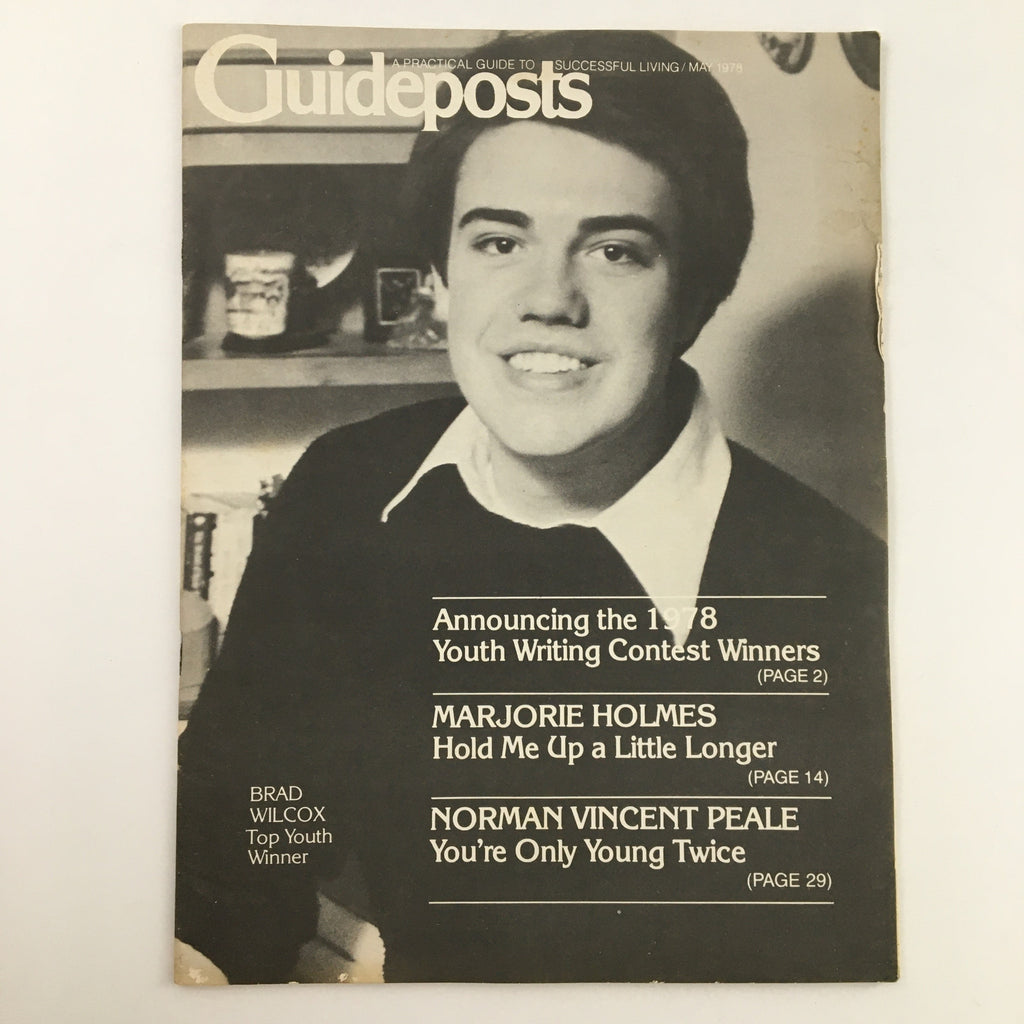 Guideposts
A PRACTICAL GUIDE TO SUCCESSFUL LIVING / MAY 1978
Announcing the 1978
Youth Writing Contest Winners
(PAGE 2)
MARJORIE HOLMES
Hold Me Up a Little Longer
(PAGE 14)
NORMAN VINCENT PEALE
You're Only Young Twice
(PAGE 29)
BRAD
WILCOX
Top Youth
Winner